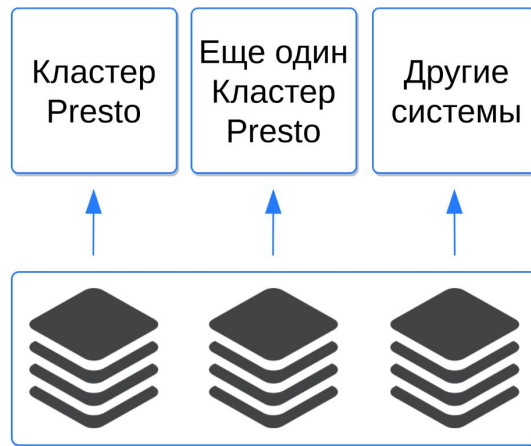 Кластер
Presto
Еще один
Кластер
Presto
Другие
системы